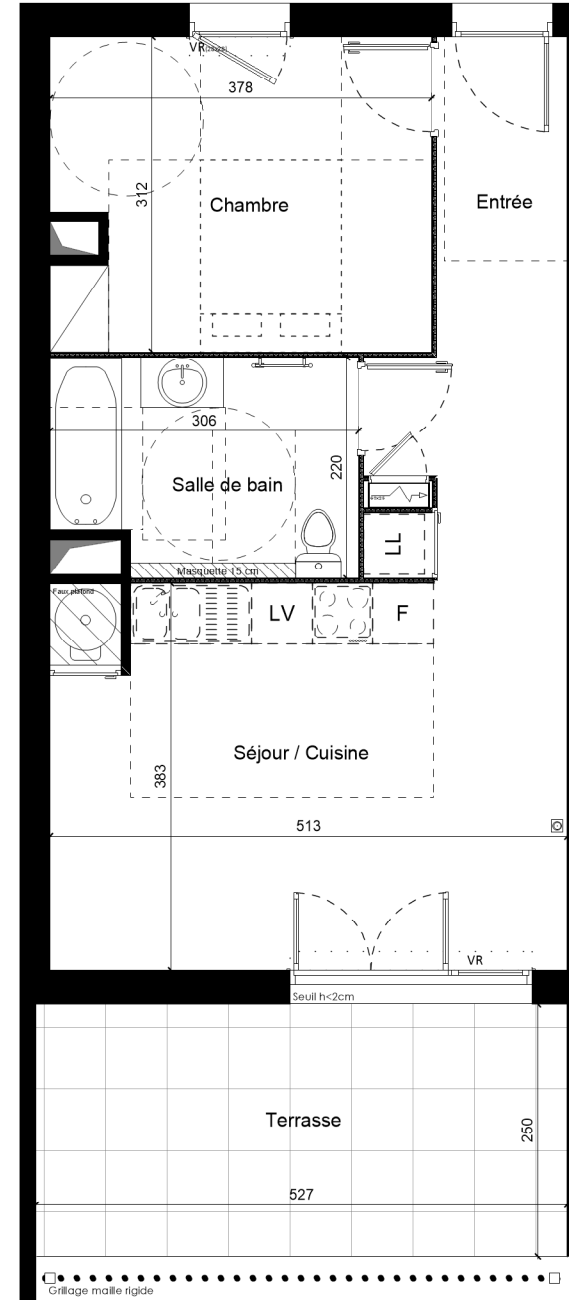 VR
378
312
Chambre
Entrée
306
220
Salle de bain
Masquette 15 cm
LL
Faux plafond
LV
F
Séjour / Cuisine
383
513
VR
Seuil h<2cm
Terrasse
250
527
Grillage maille rigide